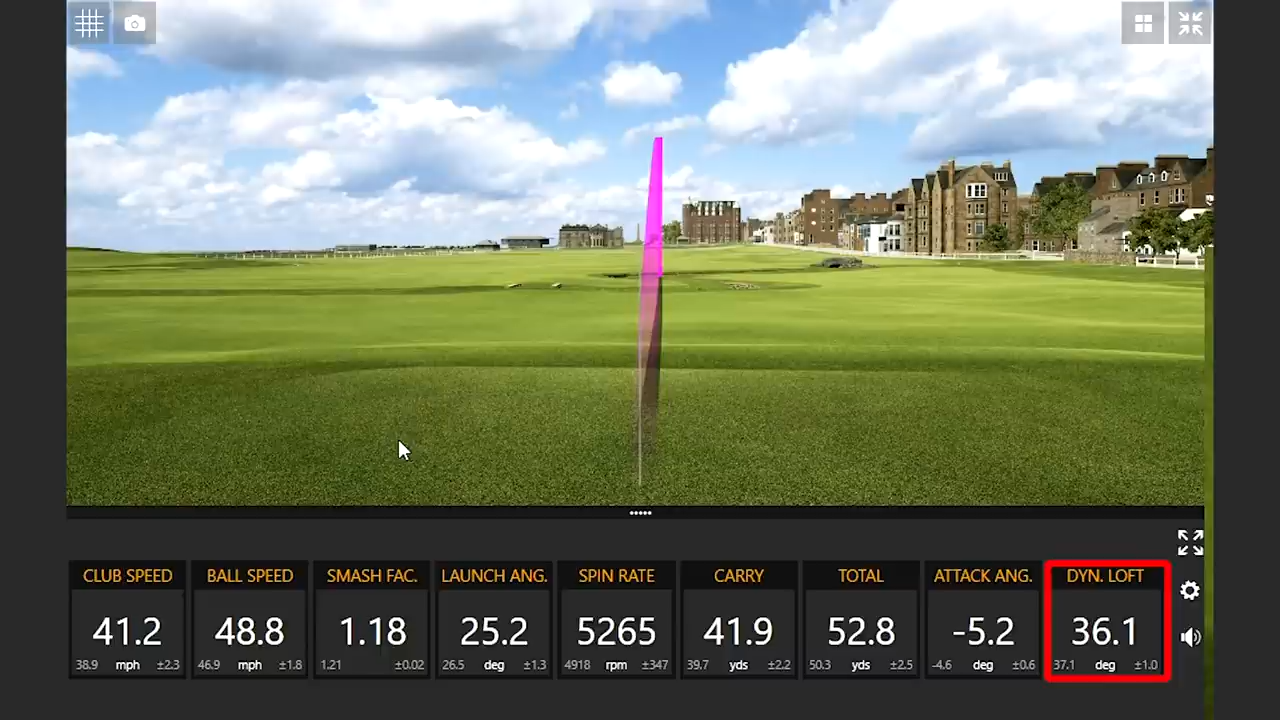 CLUB SPEED BALL SPEED SMASH FAC. LAUNCH ANG. SPIN RATE CARRY TOTAL ATTACK ANG. DYN. LOFT
41.2 48.8 1.18 25.2 5265 41.9 52.8 -5.2 36.1
38.9 mph ±2.3 46.9 mph ±1.8 1.21 ±0.02 26.5 deg ±1.3 4918 rpm ±347 39.7 yds ±2.2 50.3 yds ±2.5 -4.6 deg ±0.6 37.1 deg ±1.0